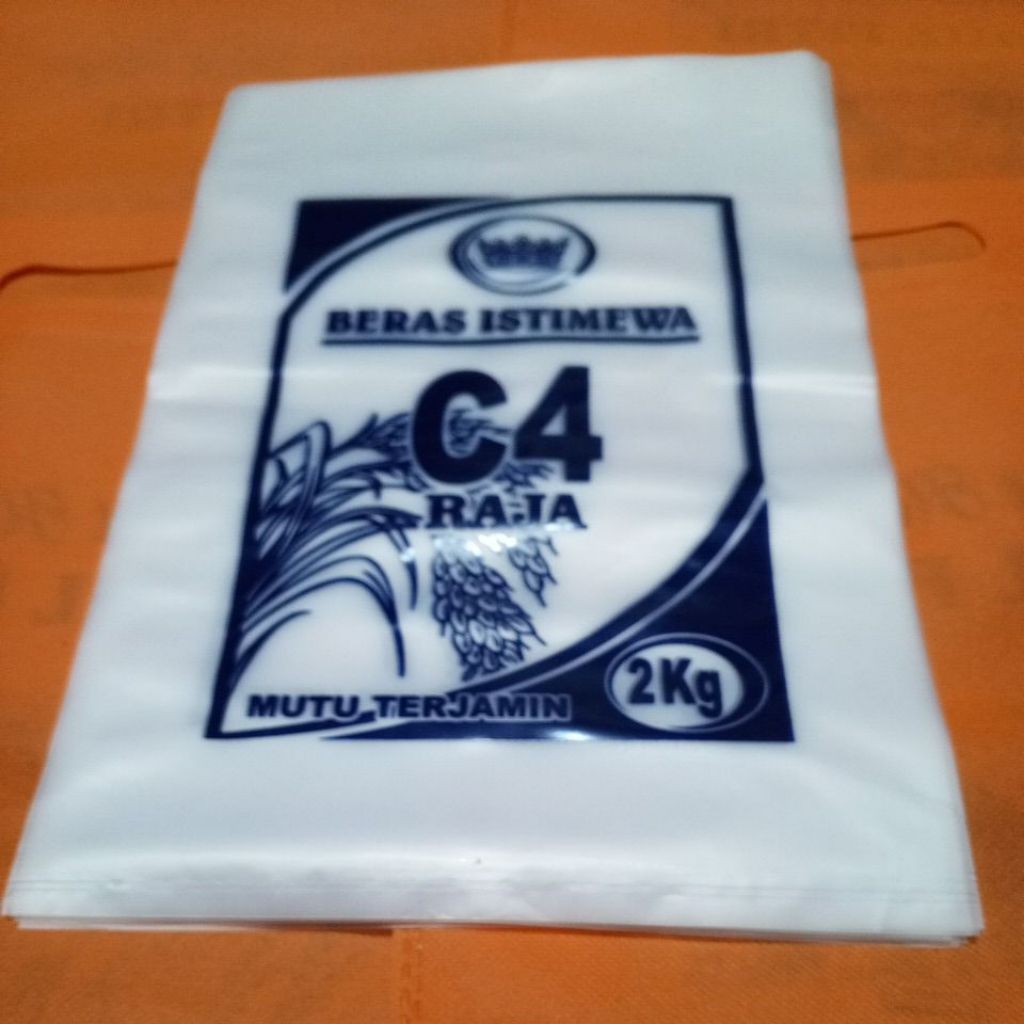 BERAS ISTIMEWA
C4
RAJA
MUTU TERJAMIN
2Kg